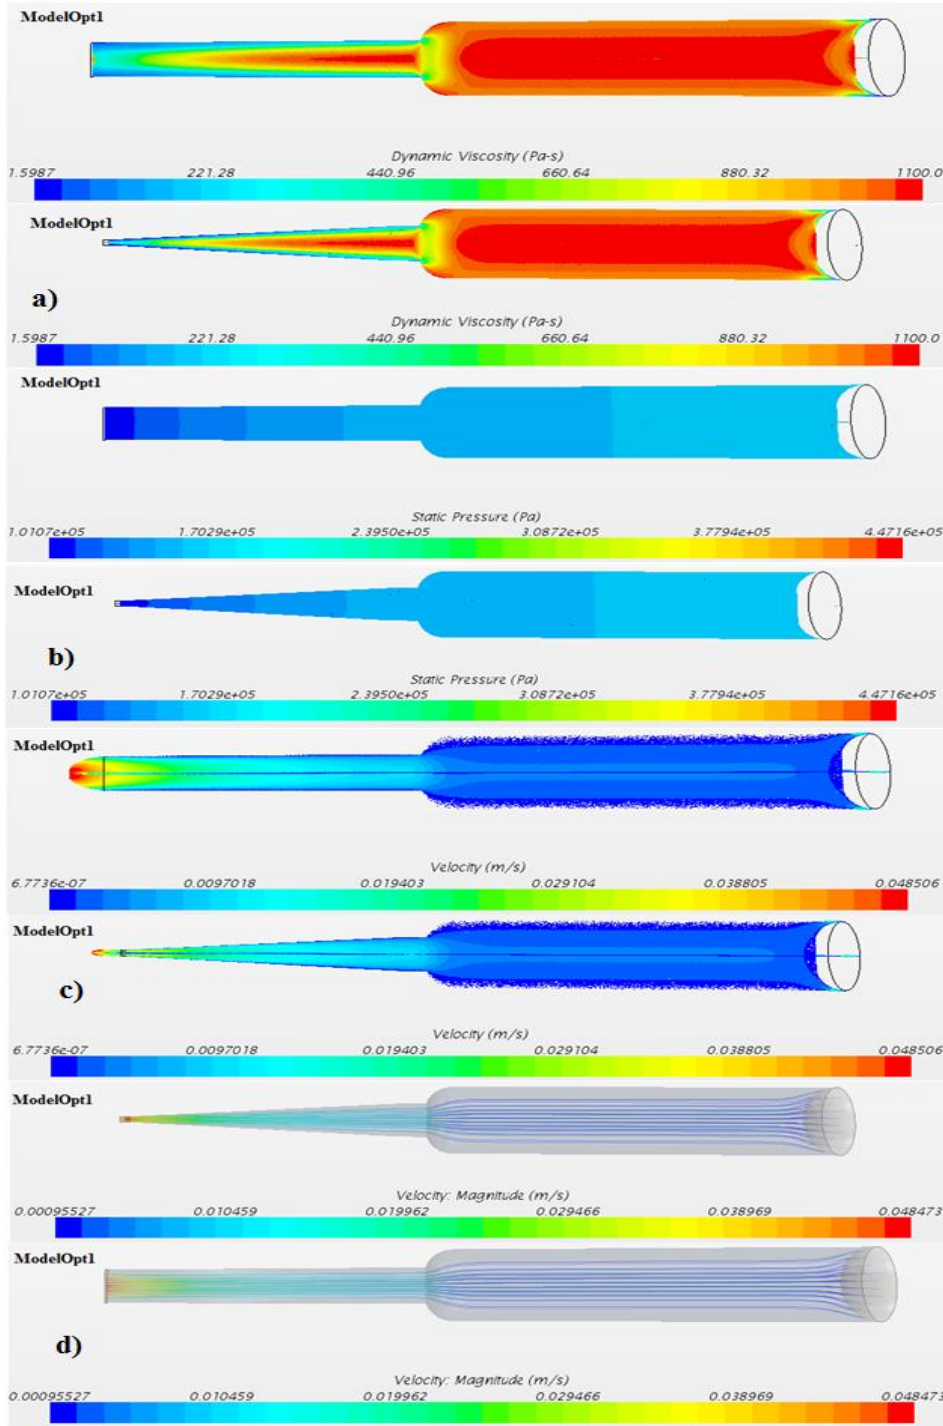 ModelOpt1
Dynamic Viscosity (Pa-s)
1.5987 221.28 440.96 660.64 880.32 1100.0
ModelOpt1
a)
Dynamic Viscosity (Pa-s)
1.5987 221.28 440.96 660.64 880.32 1100.0
ModelOpt1
Static Pressure (Pa)
1.0107e+05 1.7029e+05 2.3950e+05 3.0872e+05 3.7794e+05 4.4716e+05
ModelOpt1
b)
Static Pressure (Pa)
1.0107e+05 1.7029e+05 2.3950e+05 3.0872e+05 3.7794e+05 4.4716e+05
ModelOpt1
Velocity (m/s)
6.7736e-07 0.0097018 0.019403 0.029104 0.038805 0.048506
ModelOpt1
c)
Velocity (m/s)
6.7736e-07 0.0097018 0.019403 0.029104 0.038805 0.048506
ModelOpt1
Velocity: Magnitude (m/s)
0.00095527 0.010459 0.019962 0.029466 0.038969 0.048473
ModelOpt1
d)
Velocity: Magnitude (m/s)
0.00095527 0.010459 0.019962 0.029466 0.038969 0.048473